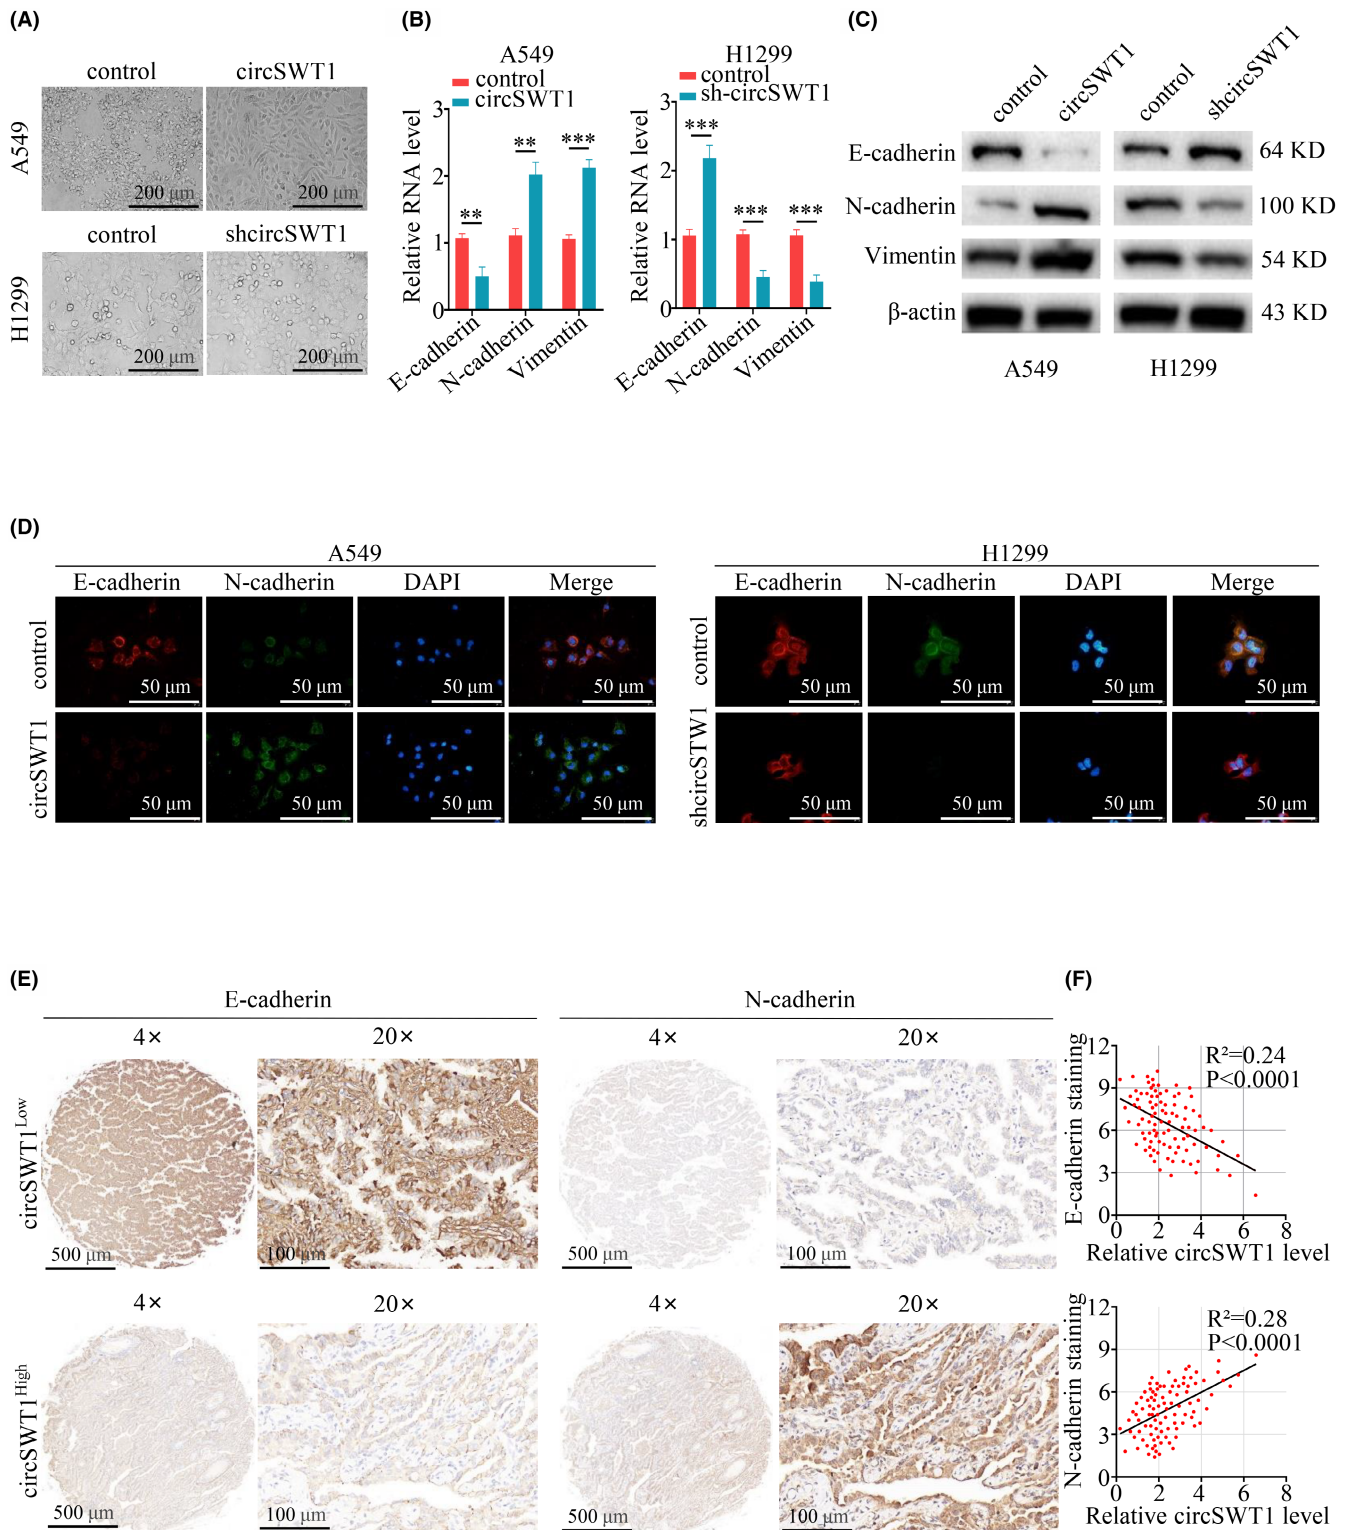 (A)
control
circSWT1
A549
200 μm
200 μm
control
shcircSWT1
H1299
200 μm
200 μm
(B)
A549
control
circSWT1
Relative RNA level
3
2
1
0
**
**
***
E-cadherin
N-cadherin
Vimentin
H1299
control
sh-circSWT1
Relative RNA level
3
2
1
0
***
***
***
E-cadherin
N-cadherin
Vimentin
(C)
control
circSWT1
control
shcircSWT1
E-cadherin
64 KD
N-cadherin
100 KD
Vimentin
54 KD
β-actin
43 KD
A549
H1299
(D)
A549
E-cadherin N-cadherin DAPI Merge
control
50 μm 50 μm 50 μm 50 μm
circSWT1
50 μm 50 μm 50 μm 50 μm
H1299
E-cadherin N-cadherin DAPI Merge
control
50 μm 50 μm 50 μm 50 μm
shcircSTW1
50 μm 50 μm 50 μm 50 μm
(E)
E-cadherin
N-cadherin
4× 20× 4× 20×
circSWT1Low
500 μm 100 μm 500 μm 100 μm
4× 20× 4× 20×
circSWT1High
500 μm 100 μm 500 μm 100 μm
(F)
E-cadherin staining
12
9
6
3
0
R²=0.24
P<0.0001
0 2 4 6 8
Relative circSWT1 level
N-cadherin staining
12
9
6
3
0
R²=0.28
P<0.0001
0 2 4 6 8
Relative circSWT1 level